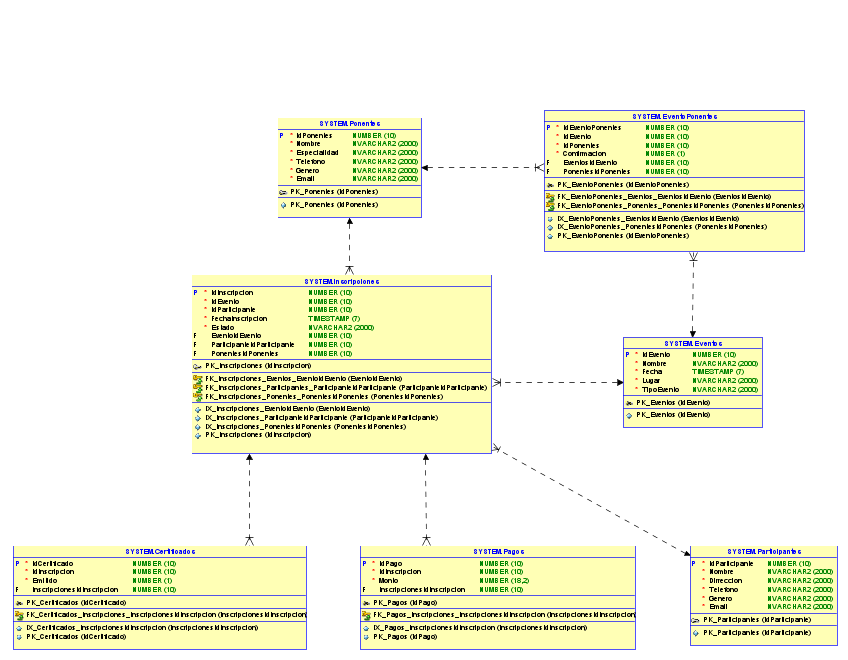 SYSTEM.Ponentes
P * IdPonentes NUMBER (10)
* Nombre NVARCHAR2 (2000)
* Especialidad NVARCHAR2 (2000)
* Telefono NVARCHAR2 (2000)
* Genero NVARCHAR2 (2000)
* Email NVARCHAR2 (2000)
PK_Ponentes (IdPonentes)
PK_Ponentes (IdPonentes)
SYSTEM.EventoPonentes
P * IdEventoPonentes NUMBER (10)
* IdEvento NUMBER (10)
* IdPonentes NUMBER (10)
* Confirmacion NUMBER (1)
F EventosIdEvento NUMBER (10)
F PonentesIdPonentes NUMBER (10)
PK_EventoPonentes (IdEventoPonentes)
FK_EventoPonentes_Eventos_EventosIdEvento (EventosIdEvento)
FK_EventoPonentes_Ponentes_PonentesIdPonentes (PonentesIdPonentes)
IX_EventoPonentes_EventosIdEvento (EventosIdEvento)
IX_EventoPonentes_PonentesIdPonentes (PonentesIdPonentes)
PK_EventoPonentes (IdEventoPonentes)
SYSTEM.Inscripciones
P * IdInscripcion NUMBER (10)
* IdEvento NUMBER (10)
* IdParticipante NUMBER (10)
* FechaInscripcion TIMESTAMP (7)
* Estado NVARCHAR2 (2000)
F EventoIdEvento NUMBER (10)
F ParticipanteIdParticipante NUMBER (10)
F PonentesIdPonentes NUMBER (10)
PK_Inscripciones (IdInscripcion)
FK_Inscripciones_Eventos_EventoIdEvento (EventoIdEvento)
FK_Inscripciones_Participantes_ParticipanteIdParticipante (ParticipanteIdParticipante)
FK_Inscripciones_Ponentes_PonentesIdPonentes (PonentesIdPonentes)
IX_Inscripciones_EventoIdEvento (EventoIdEvento)
IX_Inscripciones_ParticipanteIdParticipante (ParticipanteIdParticipante)
IX_Inscripciones_PonentesIdPonentes (PonentesIdPonentes)
PK_Inscripciones (IdInscripcion)
SYSTEM.Eventos
P * IdEvento NUMBER (10)
* Nombre NVARCHAR2 (2000)
* Fecha TIMESTAMP (7)
* Lugar NVARCHAR2 (2000)
* TipoEvento NVARCHAR2 (2000)
PK_Eventos (IdEvento)
PK_Eventos (IdEvento)
SYSTEM.Certificados
P * IdCertificado NUMBER (10)
* IdInscripcion NUMBER (10)
* Emitido NUMBER (1)
F InscripcionesIdInscripcion NUMBER (10)
PK_Certificados (IdCertificado)
FK_Certificados_Inscripciones_InscripcionesIdInscripcion (InscripcionesIdInscripcion)
IX_Certificados_InscripcionesIdInscripcion (InscripcionesIdInscripcion)
PK_Certificados (IdCertificado)
SYSTEM.Pagos
P * IdPago NUMBER (10)
* IdInscripcion NUMBER (10)
* Monto NUMBER (18,2)
F InscripcionesIdInscripcion NUMBER (10)
PK_Pagos (IdPago)
FK_Pagos_Inscripciones_InscripcionesIdInscripcion (InscripcionesIdInscripcion)
IX_Pagos_InscripcionesIdInscripcion (InscripcionesIdInscripcion)
PK_Pagos (IdPago)
SYSTEM.Participantes
P * IdParticipante NUMBER (10)
* Nombre NVARCHAR2 (2000)
* Direccion NVARCHAR2 (2000)
* Telefono NVARCHAR2 (2000)
* Genero NVARCHAR2 (2000)
* Email NVARCHAR2 (2000)
PK_Participantes (IdParticipante)
PK_Participantes (IdParticipante)